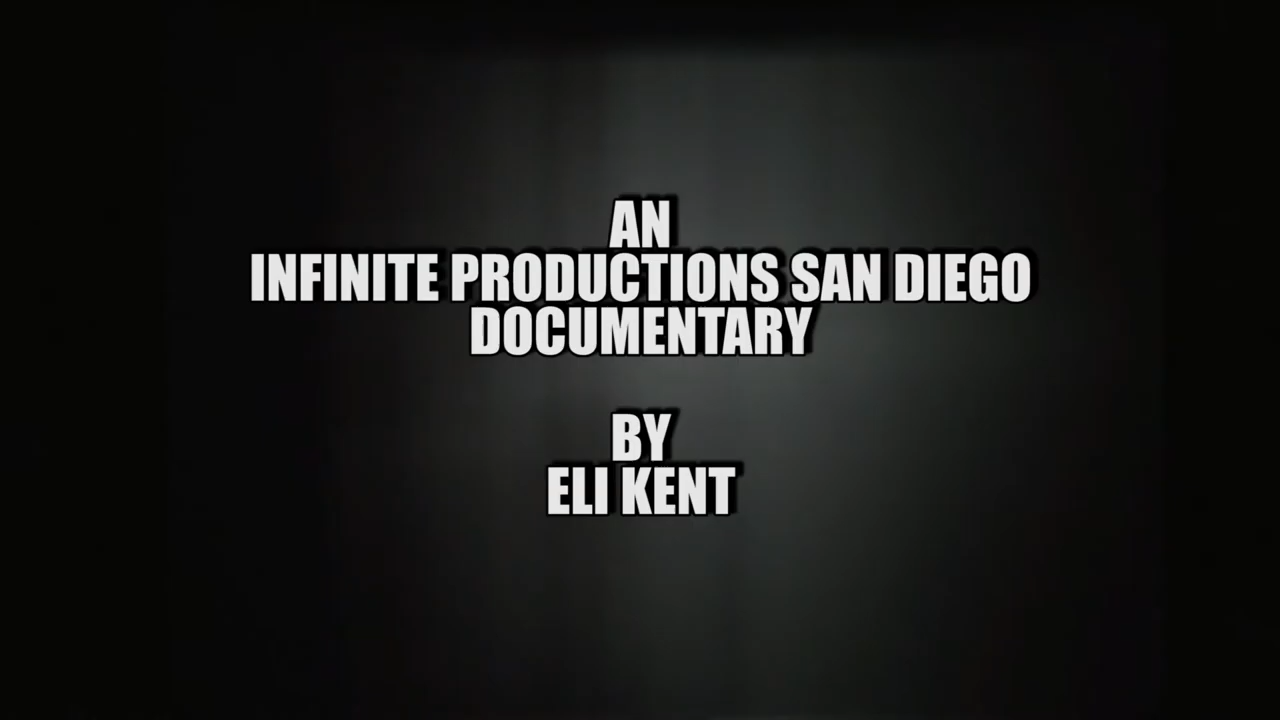 AN
INFINITE PRODUCTIONS SAN DIEGO
DOCUMENTARY
BY
ELI KENT